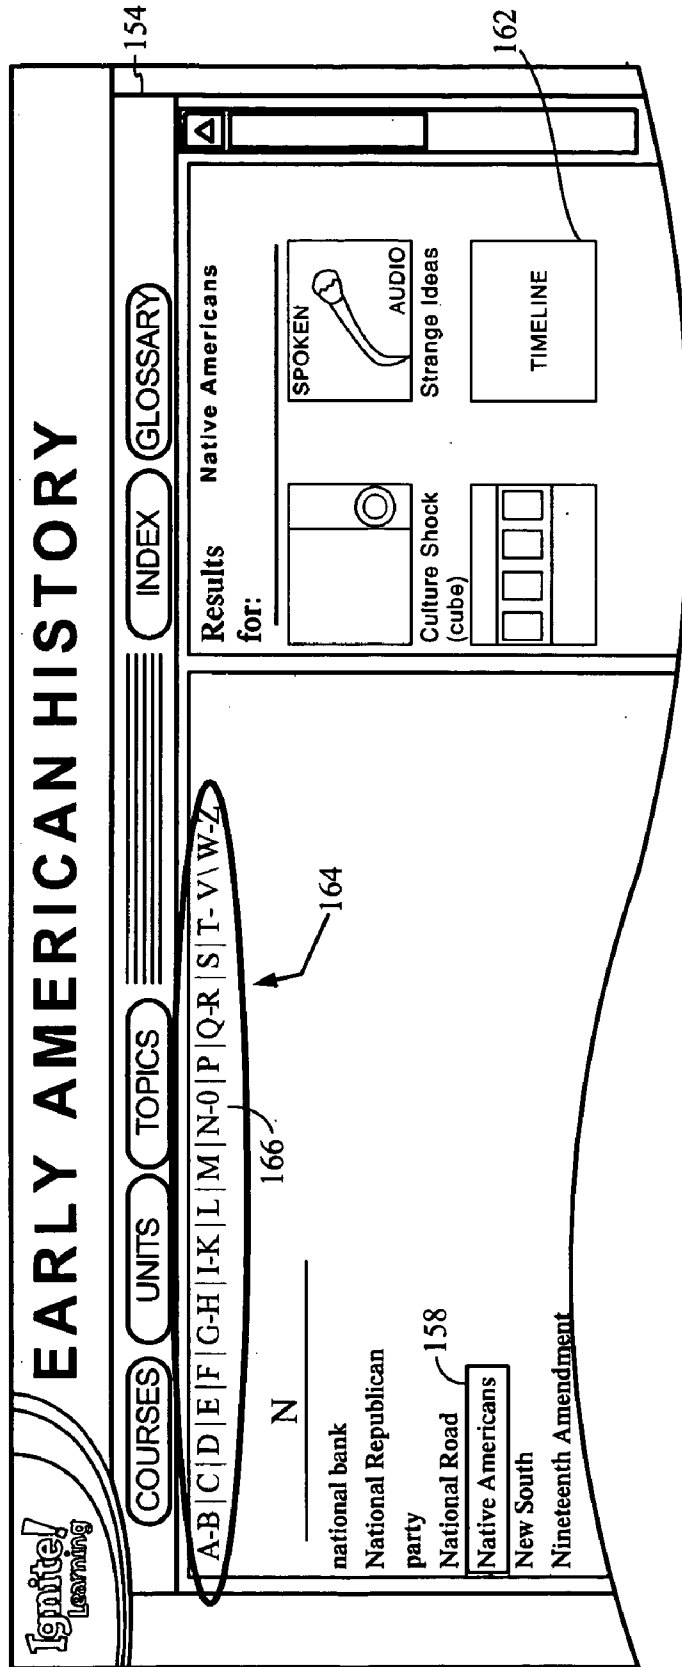 Ignite!
Learning
EARLY AMERICAN HISTORY
COURSES UNITS TOPICS INDEX GLOSSARY
154
A-B | C | D | E | F | G-H | I-K | L | M | N-0 | P | Q-R | S | T- V \ W-Z
166
164
N
national bank
National Republican
party
National Road
Native Americans
158
New South
Nineteenth Amendment
Results
for:
Native Americans
SPOKEN
AUDIO
Culture Shock
(cube)
Strange Ideas
TIMELINE
162